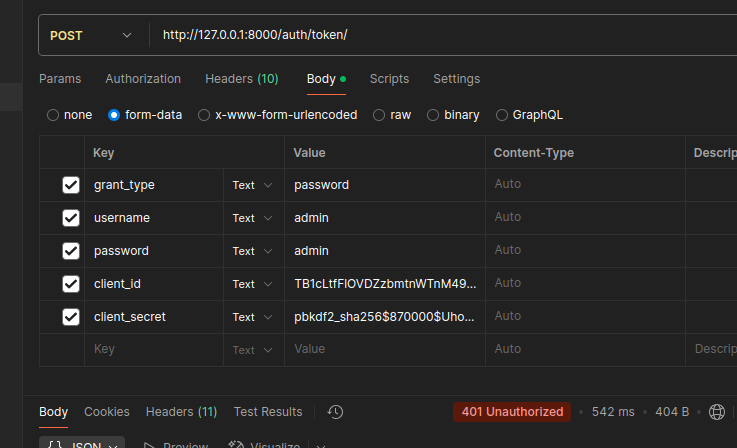 POST http://127.0.0.1:8000/auth/token/
Params Authorization Headers (10) Body Scripts Settings
none form-data x-www-form-urlencoded raw binary GraphQL
Key Value Content-Type Descrip
grant_type Text password Auto
username Text admin Auto
password Text admin Auto
client_id Text TB1cLtfFlOVDZzbmtnWTnM49... Auto
client_secret Text pbkdf2_sha256$870000$Uho... Auto
Key Text Value Auto Descrip
Body Cookies Headers (11) Test Results 401 Unauthorized 542 ms 404 B
{} JSON Preview Visualize